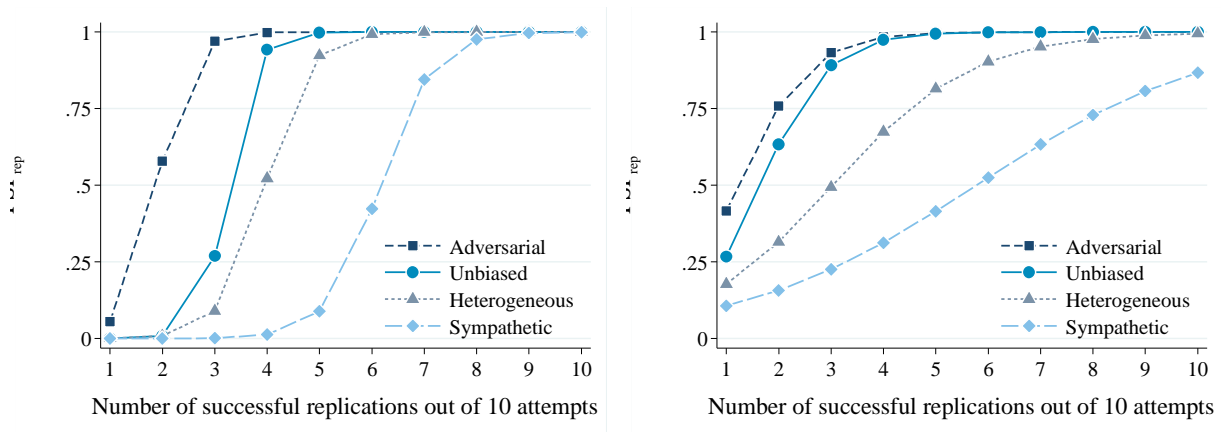 1
.75
.5
.25
0
rep
Adversarial
Unbiased
Heterogeneous
Sympathetic
1 2 3 4 5 6 7 8 9 10
Number of successful replications out of 10 attempts
1
.75
.5
.25
0
rep
Adversarial
Unbiased
Heterogeneous
Sympathetic
1 2 3 4 5 6 7 8 9 10
Number of successful replications out of 10 attempts